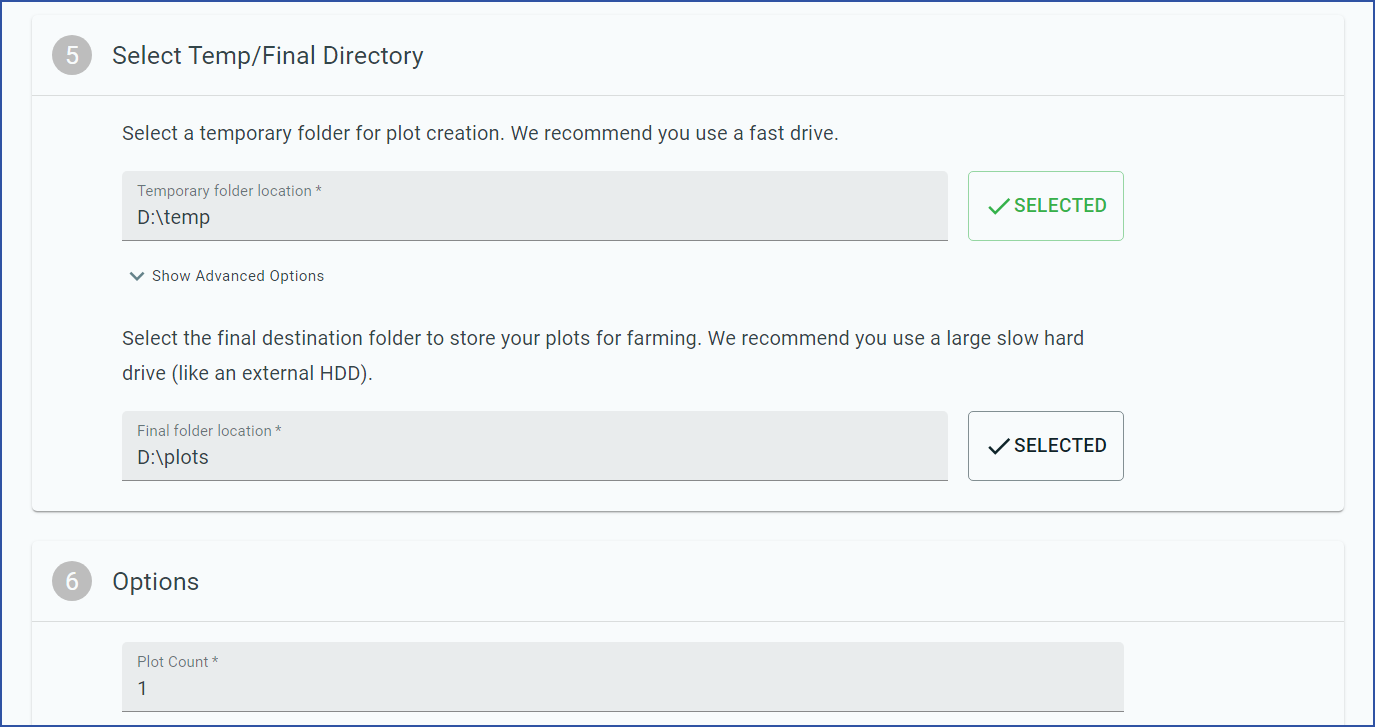 5 Select Temp/Final Directory
Select a temporary folder for plot creation. We recommend you use a fast drive.
Temporary folder location *
D:\temp
SELECTED
Show Advanced Options
Select the final destination folder to store your plots for farming. We recommend you use a large slow hard
drive (like an external HDD).
Final folder location *
D:\plots
SELECTED
6 Options
Plot Count *
1